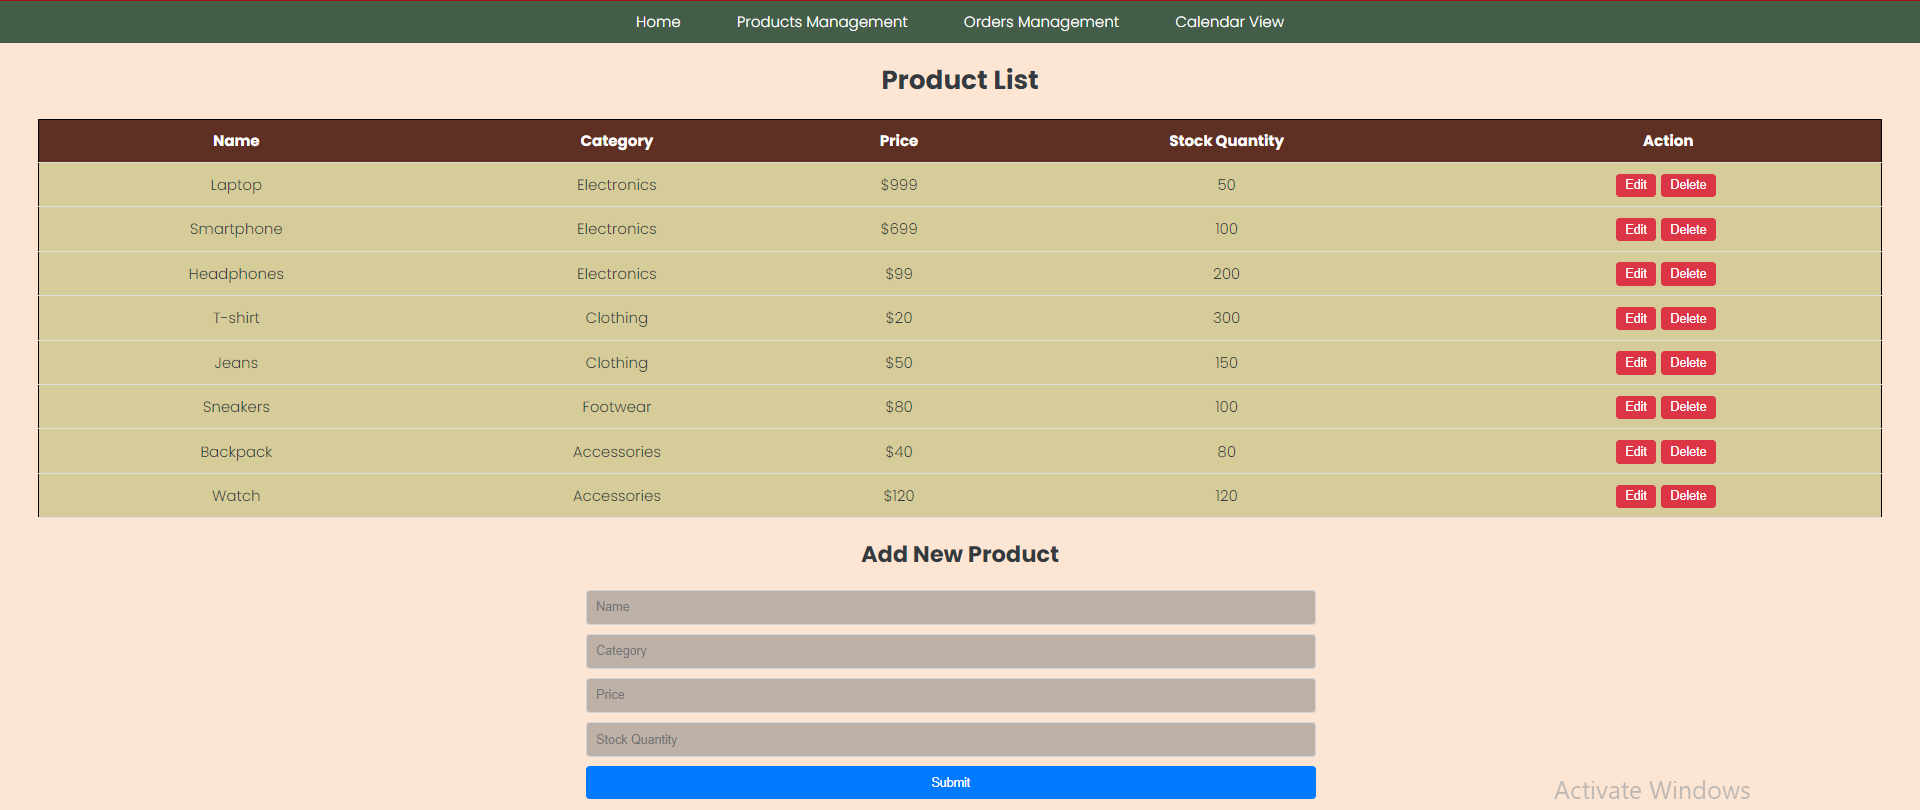 Home Products Management Orders Management Calendar View
Product List
Name Category Price Stock Quantity Action
Laptop Electronics $999 50 Edit Delete
Smartphone Electronics $699 100 Edit Delete
Headphones Electronics $99 200 Edit Delete
T-shirt Clothing $20 300 Edit Delete
Jeans Clothing $50 150 Edit Delete
Sneakers Footwear $80 100 Edit Delete
Backpack Accessories $40 80 Edit Delete
Watch Accessories $120 120 Edit Delete
Add New Product
Name
Category
Price
Stock Quantity
Submit
Activate Windows